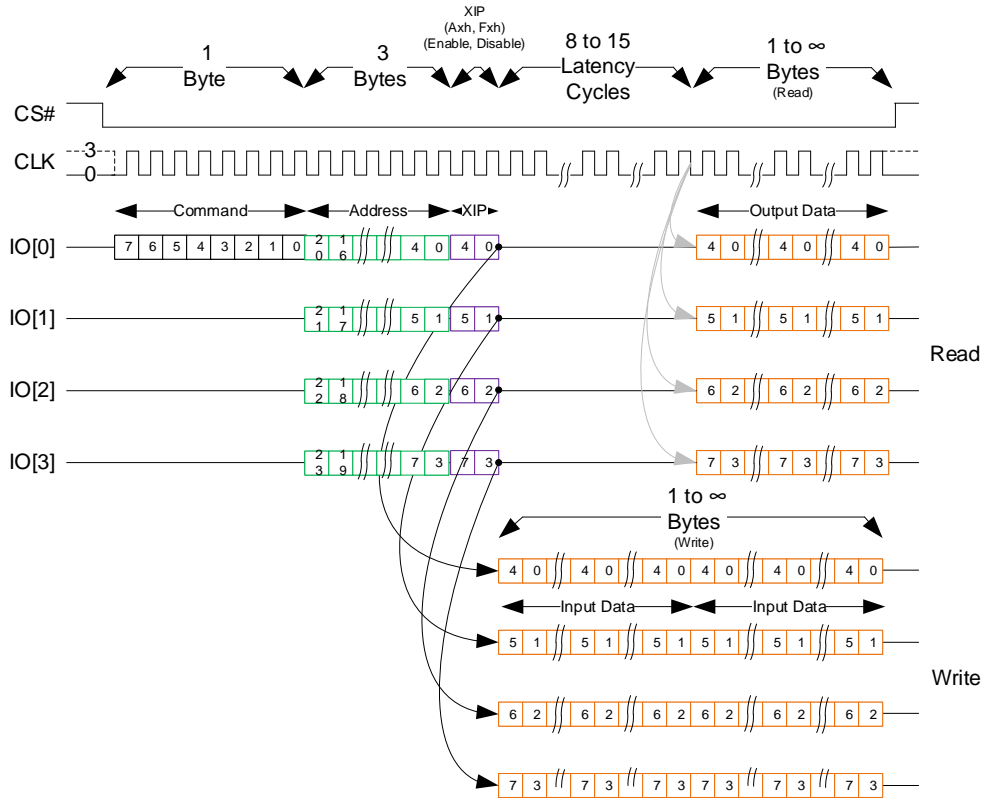 XIP
(Axh, Fxh)
(Enable, Disable)
1
Byte
3
Bytes
8 to 15
Latency
Cycles
1 to ∞
Bytes
(Read)
CS#
CLK
3
0
Command
Address
XIP
Output Data
IO[0]
7 6 5 4 3 2 1 0 20 16 4 0 4 0 4 0 4 0 4 0
IO[1]
21 17 5 1 5 1 5 1 5 1 5 1
Read
IO[2]
22 18 6 2 6 2 6 2 6 2 6 2
IO[3]
23 19 7 3 7 3 7 3 7 3 7 3
1 to ∞
Bytes
(Write)
4 0 4 0 4 0 4 0 4 0 4 0
Input Data
Input Data
5 1 5 1 5 1 5 1 5 1 5 1
Write
6 2 6 2 6 2 6 2 6 2 6 2
7 3 7 3 7 3 7 3 7 3 7 3